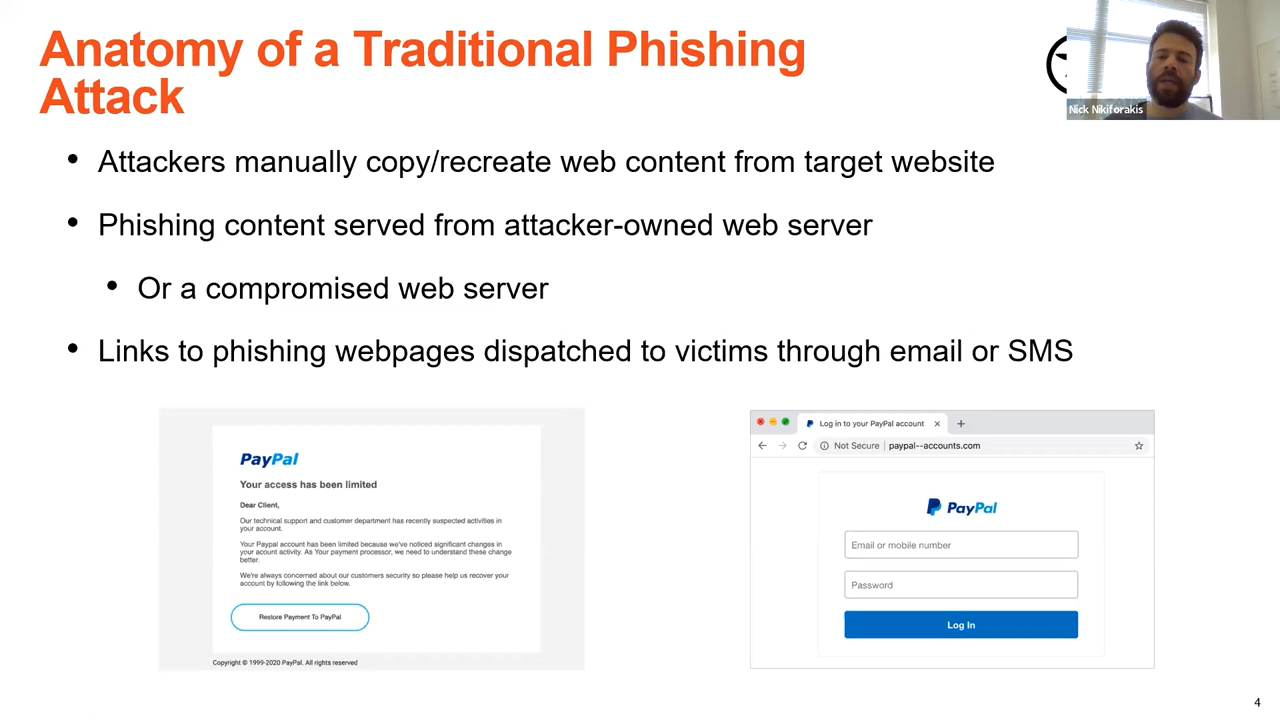 Anatomy of a Traditional Phishing
Attack
Nick Nikiforakis
• Attackers manually copy/recreate web content from target website
• Phishing content served from attacker-owned web server
• Or a compromised web server
• Links to phishing webpages dispatched to victims through email or SMS
PayPal
Your access has been limited
Dear Client,
Our technical support and customer department has recently suspected activities in
your account.
Your Paypal account has been limited because we've noticed significant changes in
your acount activity. As Your payment processor, we need to understand these change
better.
We're always concerned about our customers security so please help us recover your
account by following the link below.
Restore Payment To PayPal
Copyright © 1999-2020 PayPal. All rights reserved
Log in to your PayPal account
Not Secure | paypal--accounts.com
PayPal
Email or mobile number
Password
Log In
4